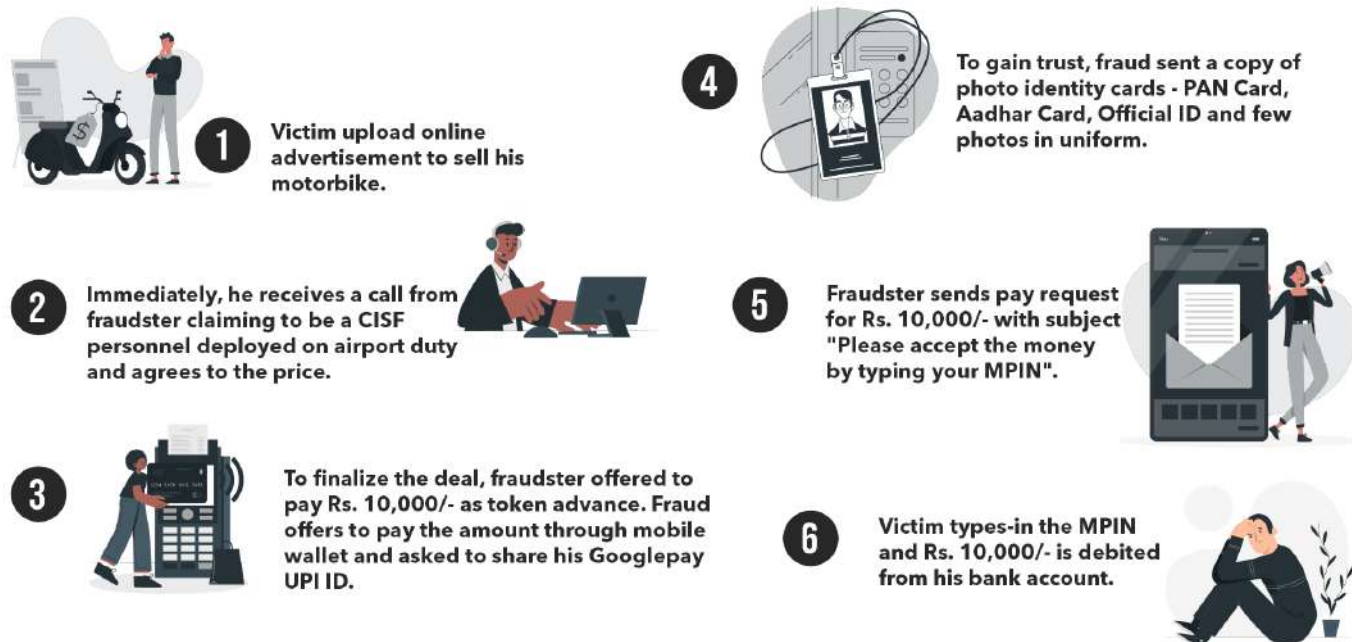 1
Victim upload online
advertisement to sell his
motorbike.
2
Immediately, he receives a call from
fraudster claiming to be a CISF
personnel deployed on airport duty
and agrees to the price.
3
To finalize the deal, fraudster offered to
pay Rs. 10,000/- as token advance. Fraud
offers to pay the amount through mobile
wallet and asked to share his Googlepay
UPI ID.
4
To gain trust, fraud sent a copy of
photo identity cards - PAN Card,
Aadhar Card, Official ID and few
photos in uniform.
5
Fraudster sends pay request
for Rs. 10,000/- with subject
"Please accept the money
by typing your MPIN".
6
Victim types-in the MPIN
and Rs. 10,000/- is debited
from his bank account.
$